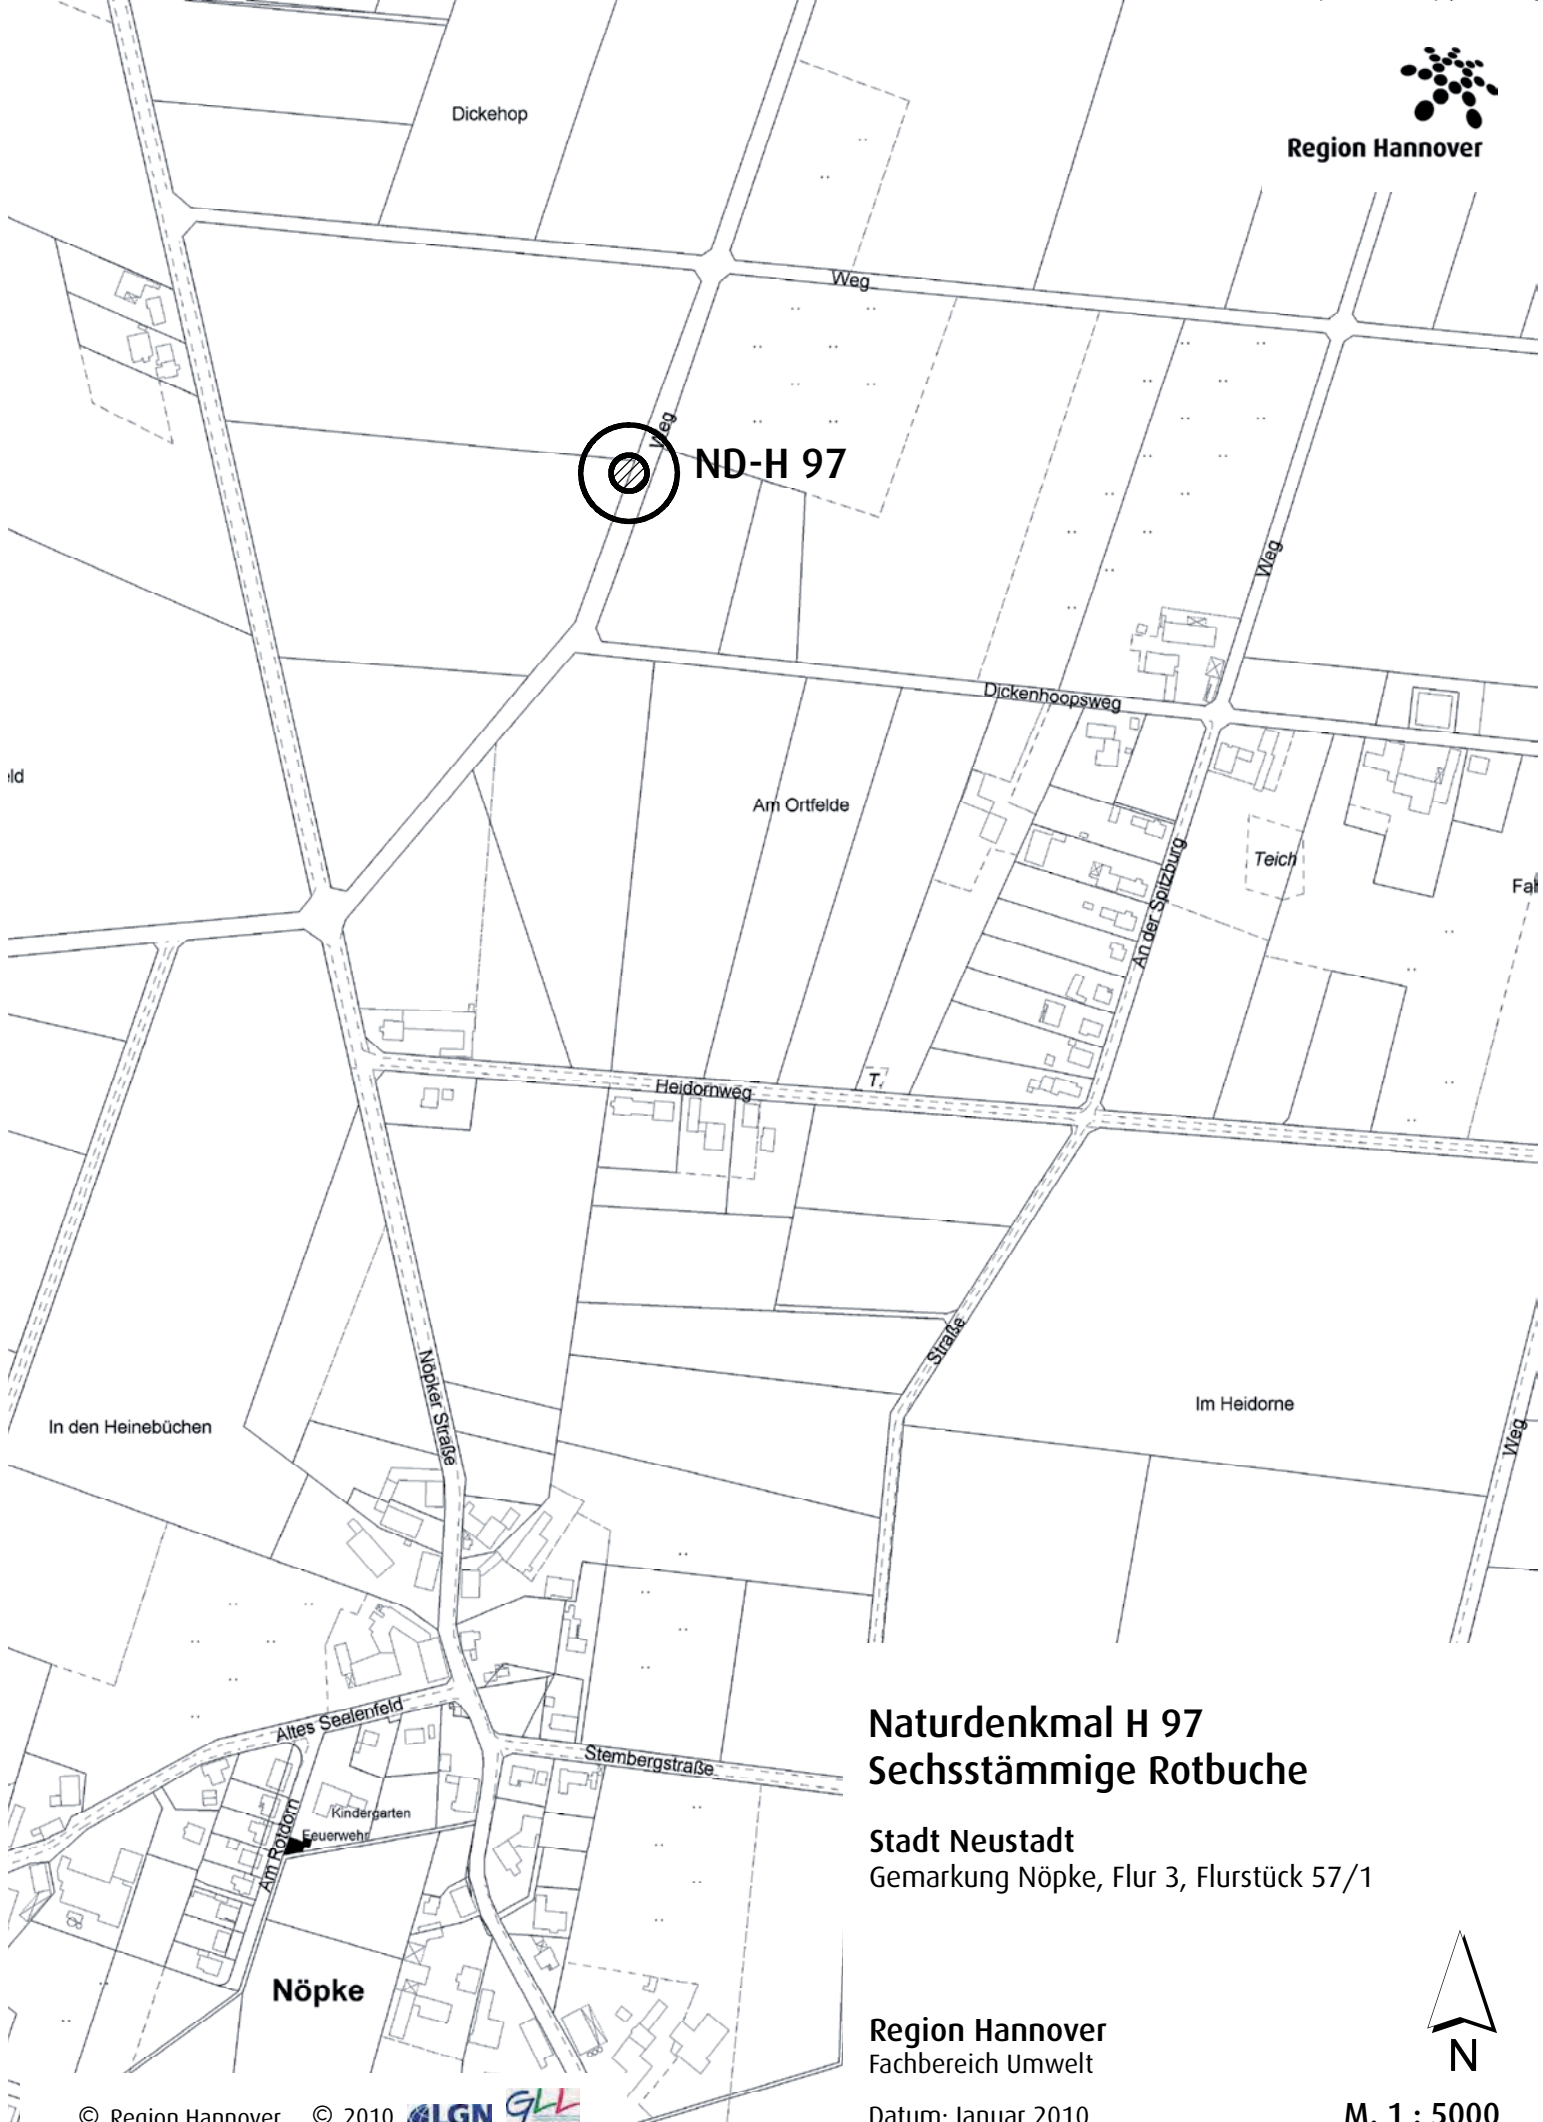 Dickehop
Region Hannover
Weg
Weg
ND-H 97
Weg
Dickenhoopsweg
Am Ortfelde
An der Spitzburg
Teich
Heidornweg
T.
Nöpker Straße
Straße
In den Heinebüchen
Im Heidorne
Weg
Altes Seelenfeld
Stembergstraße
Kindergarten
Feuerwehr
Am Rotdorn
Nöpke
Naturdenkmal H 97
Sechsstämmige Rotbuche
Stadt Neustadt
Gemarkung Nöpke, Flur 3, Flurstück 57/1
Region Hannover
Fachbereich Umwelt
N
© Region Hannover © 2010 LGN GLL
Datum: Januar 2010
M. 1 : 5000